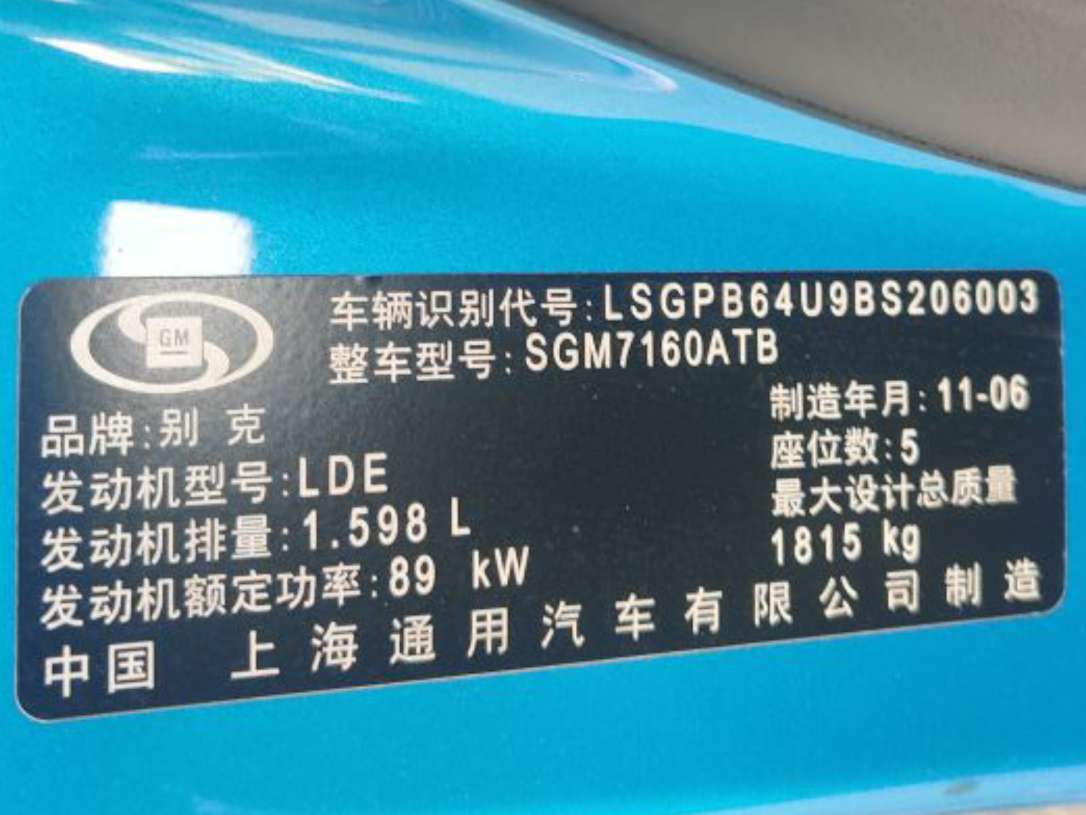 GM
车辆识别代号:LSGPB64U9BS206003
整车型号:SGM7160ATB
品牌:别克
制造年月:11-06
发动机型号:LDE
座位数:5
发动机排量:1.598 L
最大设计总质量
1815 kg
发动机额定功率:89 kW
中国 上海通用汽车有限公司制造